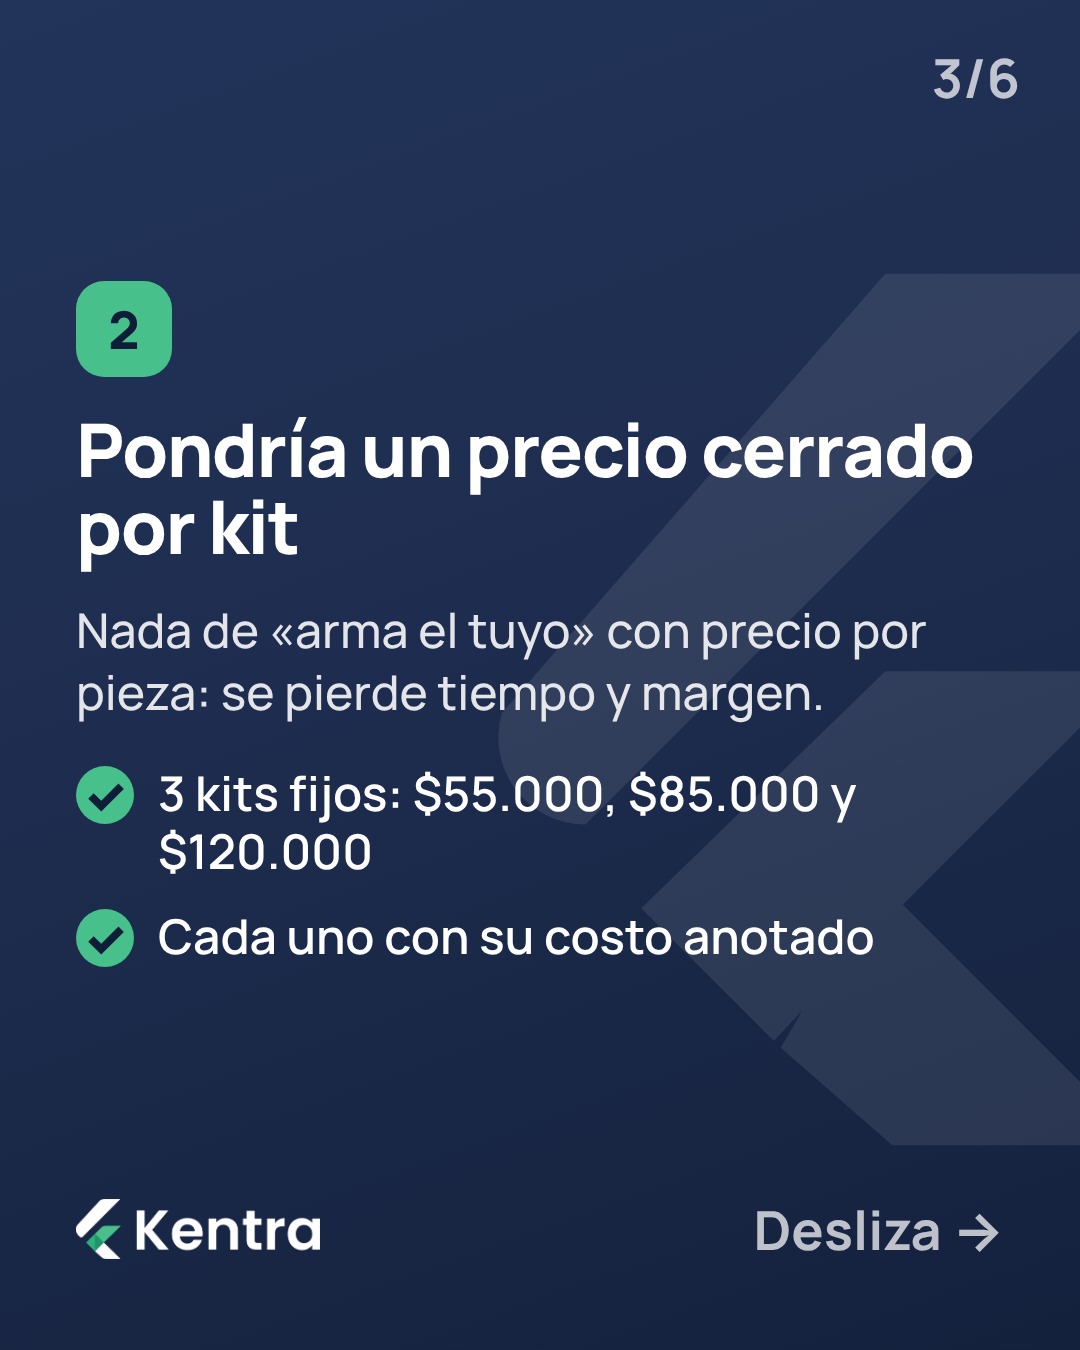 3/6
2
Pondría un precio cerrado
por kit
Nada de «arma el tuyo» con precio por
pieza: se pierde tiempo y margen.
3 kits fijos: $55.000, $85.000 y
$120.000
Cada uno con su costo anotado
Kentra
Desliza →